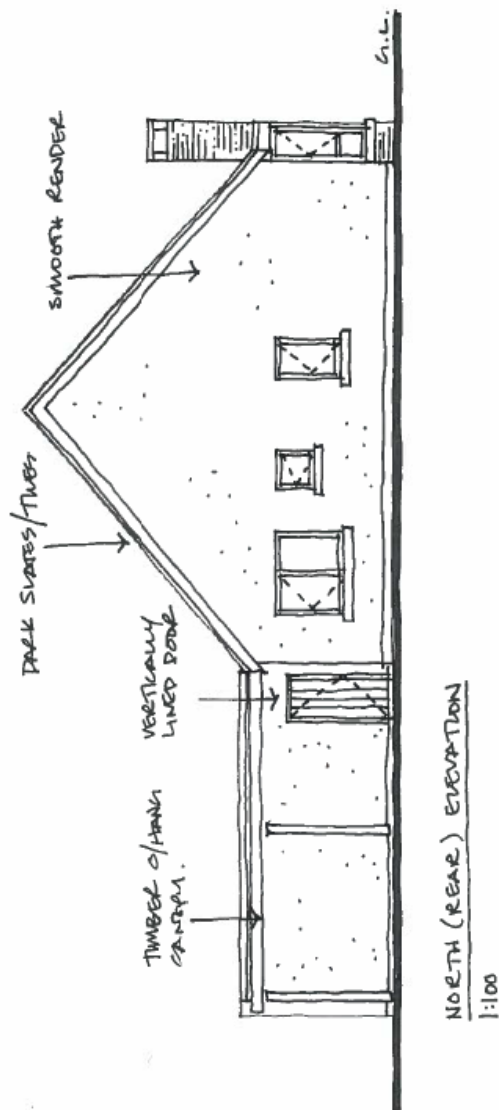 TIMBER O/HANG
CANOPY.
VERTICALLY
LINED DOOR
DARK SLATES/TILES
SMOOTH RENDER
G.L.
NORTH (REAR) ELEVATION
1:100